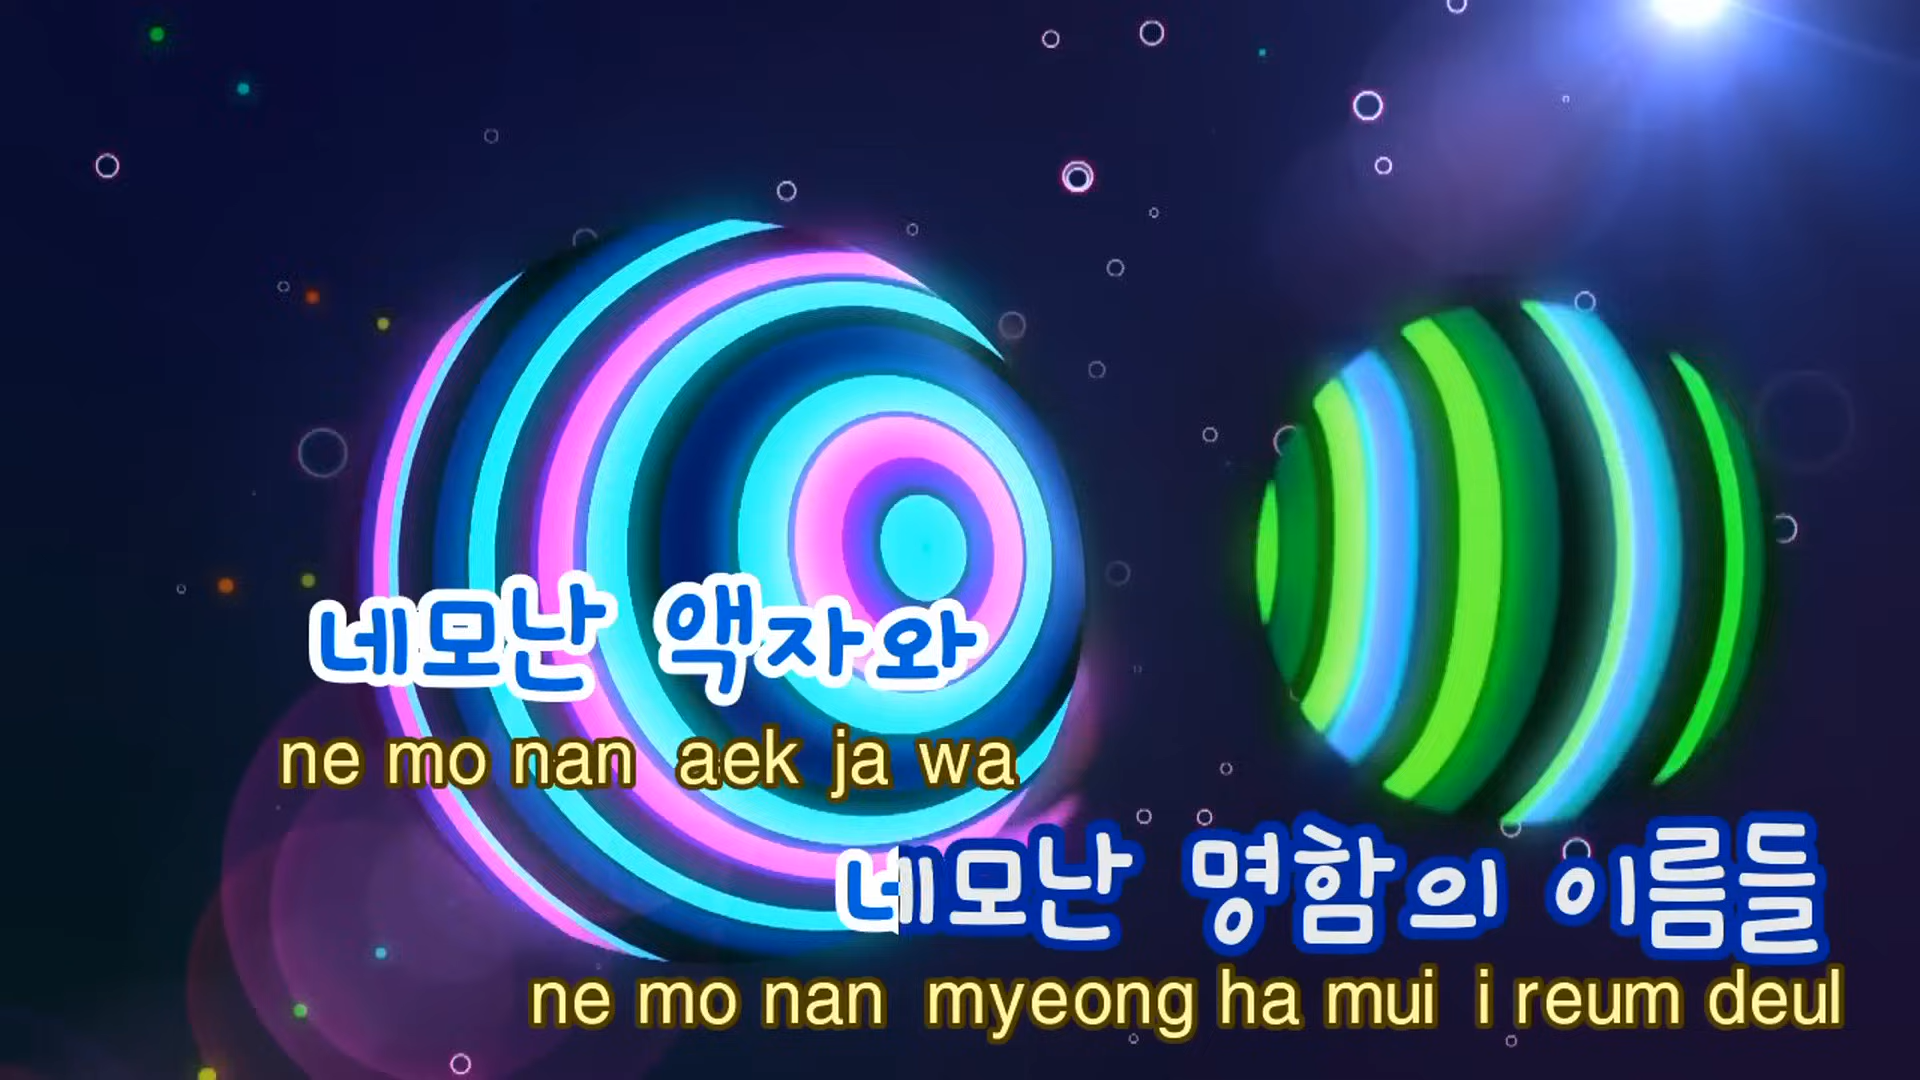 네모난 액자와
ne mo nan aek ja wa
네모난 명함의 이름들
ne mo nan myeong ha mui i reum deul